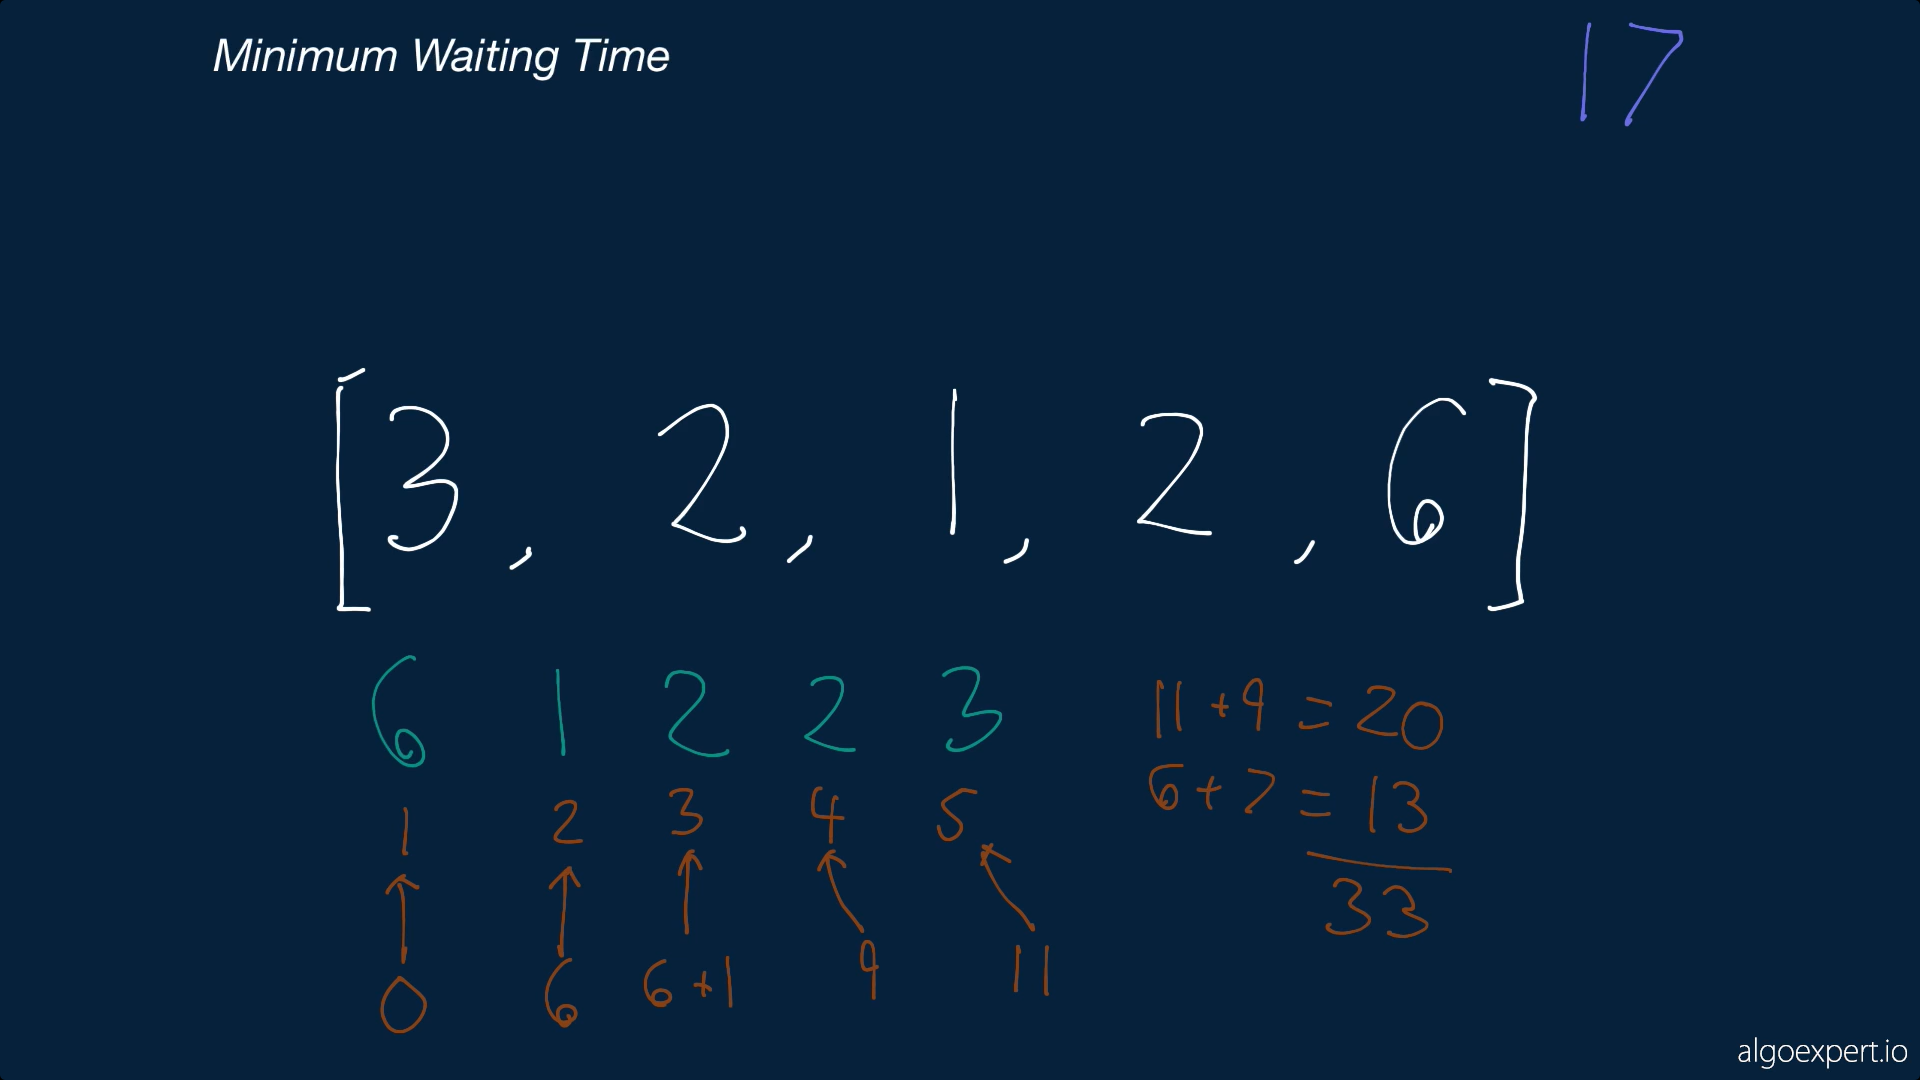 Minimum Waiting Time
17
[3, 2, 1, 2, 6]
6 1 2 2 3
1 2 3 4 5
0 6 6+1 9 11
11+9 = 20
6+7 = 13
33
algoexpert.io